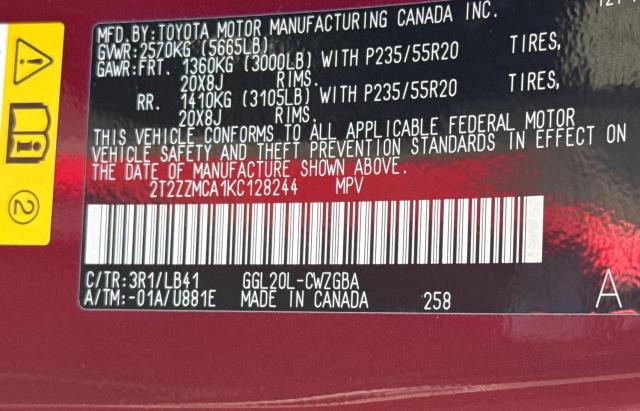 MFD. BY: TOYOTA MOTOR MANUFACTURING CANADA INC.
GVWR: 2570KG (5665LB)
GAWR: FRT. 1360KG (3000LB) WITH P235/55R20 TIRES,
20X8J RIMS.
RR. 1410KG (3105LB) WITH P235/55R20 TIRES,
20X8J RIMS.
THIS VEHICLE CONFORMS TO ALL APPLICABLE FEDERAL MOTOR
VEHICLE SAFETY AND THEFT PREVENTION STANDARDS IN EFFECT ON
THE DATE OF MANUFACTURE SHOWN ABOVE.
2T2ZZMCA1KC128244 MPV
C/TR: 3R1/LB41 GGL20L-CWZGBA
A/TM: -01A/U881E MADE IN CANADA 258
A
2